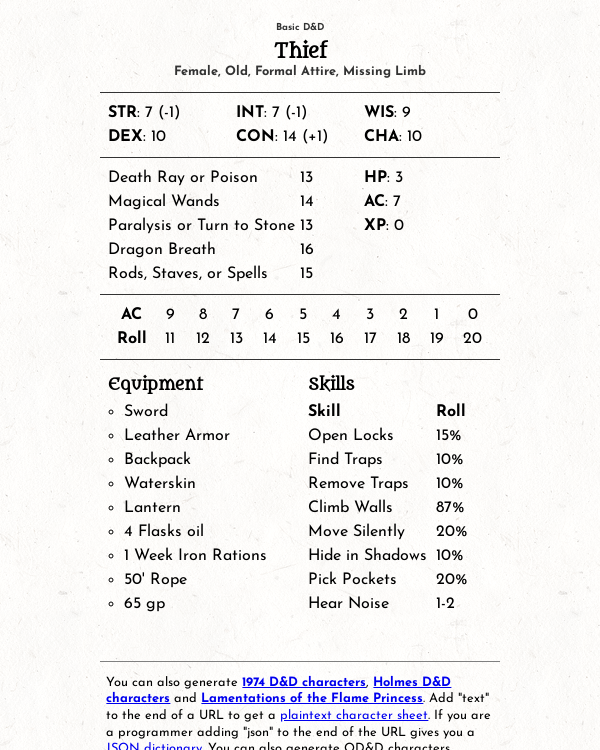 Basic D&D
Thief
Female, Old, Formal Attire, Missing Limb
STR: 7 (-1) INT: 7 (-1) WIS: 9
DEX: 10 CON: 14 (+1) CHA: 10
Death Ray or Poison 13 HP: 3
Magical Wands 14 AC: 7
Paralysis or Turn to Stone 13 XP: 0
Dragon Breath 16
Rods, Staves, or Spells 15
AC 9 8 7 6 5 4 3 2 1 0
Roll 11 12 13 14 15 16 17 18 19 20
Equipment
Sword
Leather Armor
Backpack
Waterskin
Lantern
4 Flasks oil
1 Week Iron Rations
50' Rope
65 gp
Skills
Skill Roll
Open Locks 15%
Find Traps 10%
Remove Traps 10%
Climb Walls 87%
Move Silently 20%
Hide in Shadows 10%
Pick Pockets 20%
Hear Noise 1-2
You can also generate 1974 D&D characters, Holmes D&D
characters and Lamentations of the Flame Princess. Add "text"
to the end of a URL to get a plaintext character sheet. If you are
a programmer adding "json" to the end of the URL gives you a
JSON dictionary. You can also generate OD&D characters